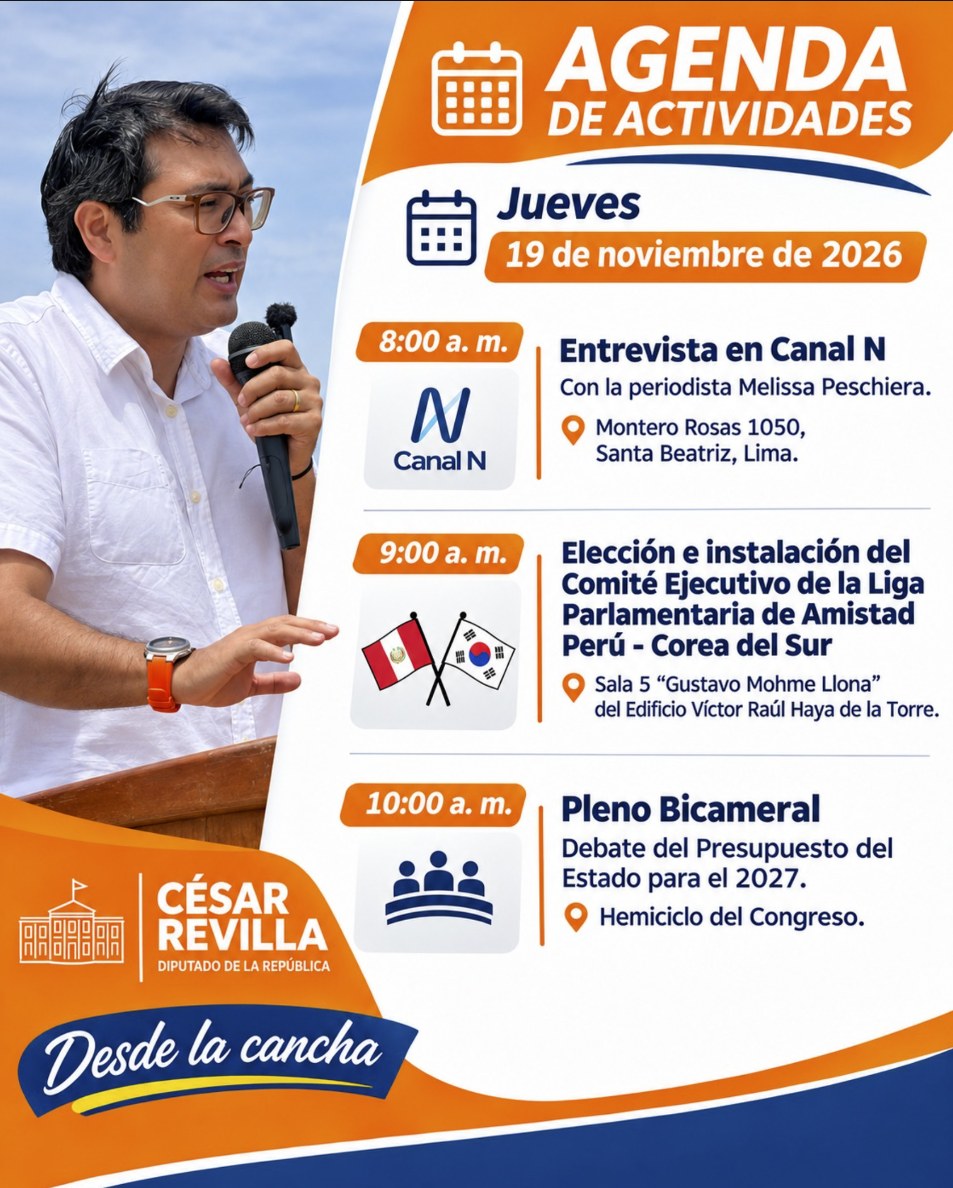 AGENDA
DE ACTIVIDADES
Jueves
19 de noviembre de 2026
8:00 a. m.
Canal N
Entrevista en Canal N
Con la periodista Melissa Peschiera.
Montero Rosas 1050,
Santa Beatriz, Lima.
9:00 a. m.
Elección e instalación del
Comité Ejecutivo de la Liga
Parlamentaria de Amistad
Perú - Corea del Sur
Sala 5 “Gustavo Mohme Llona”
del Edificio Víctor Raúl Haya de la Torre.
10:00 a. m.
Pleno Bicameral
Debate del Presupuesto del
Estado para el 2027.
Hemiciclo del Congreso.
CÉSAR
REVILLA
DIPUTADO DE LA REPÚBLICA
Desde la cancha